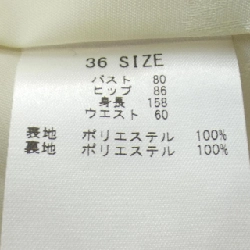 36 SIZE
バスト 80
ヒップ 86
身長 158
ウエスト 60
表地 ポリエステル 100%
裏地 ポリエステル 100%